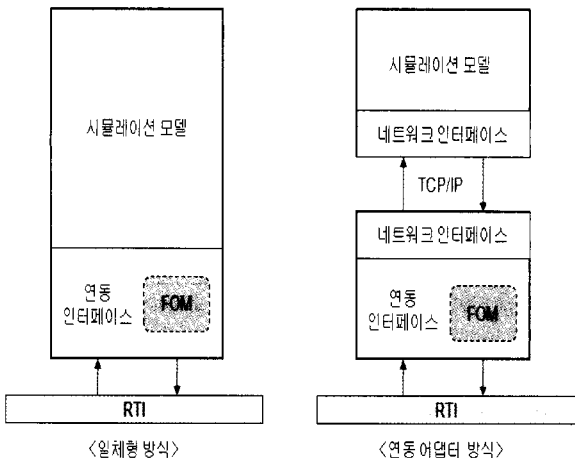 시뮬레이션 모델
연동
인터페이스
FOM
RTI
<일체형 방식>
시뮬레이션 모델
네트워크 인터페이스
TCP/IP
네트워크 인터페이스
연동
인터페이스
FOM
RTI
<연동 어댑터 방식>